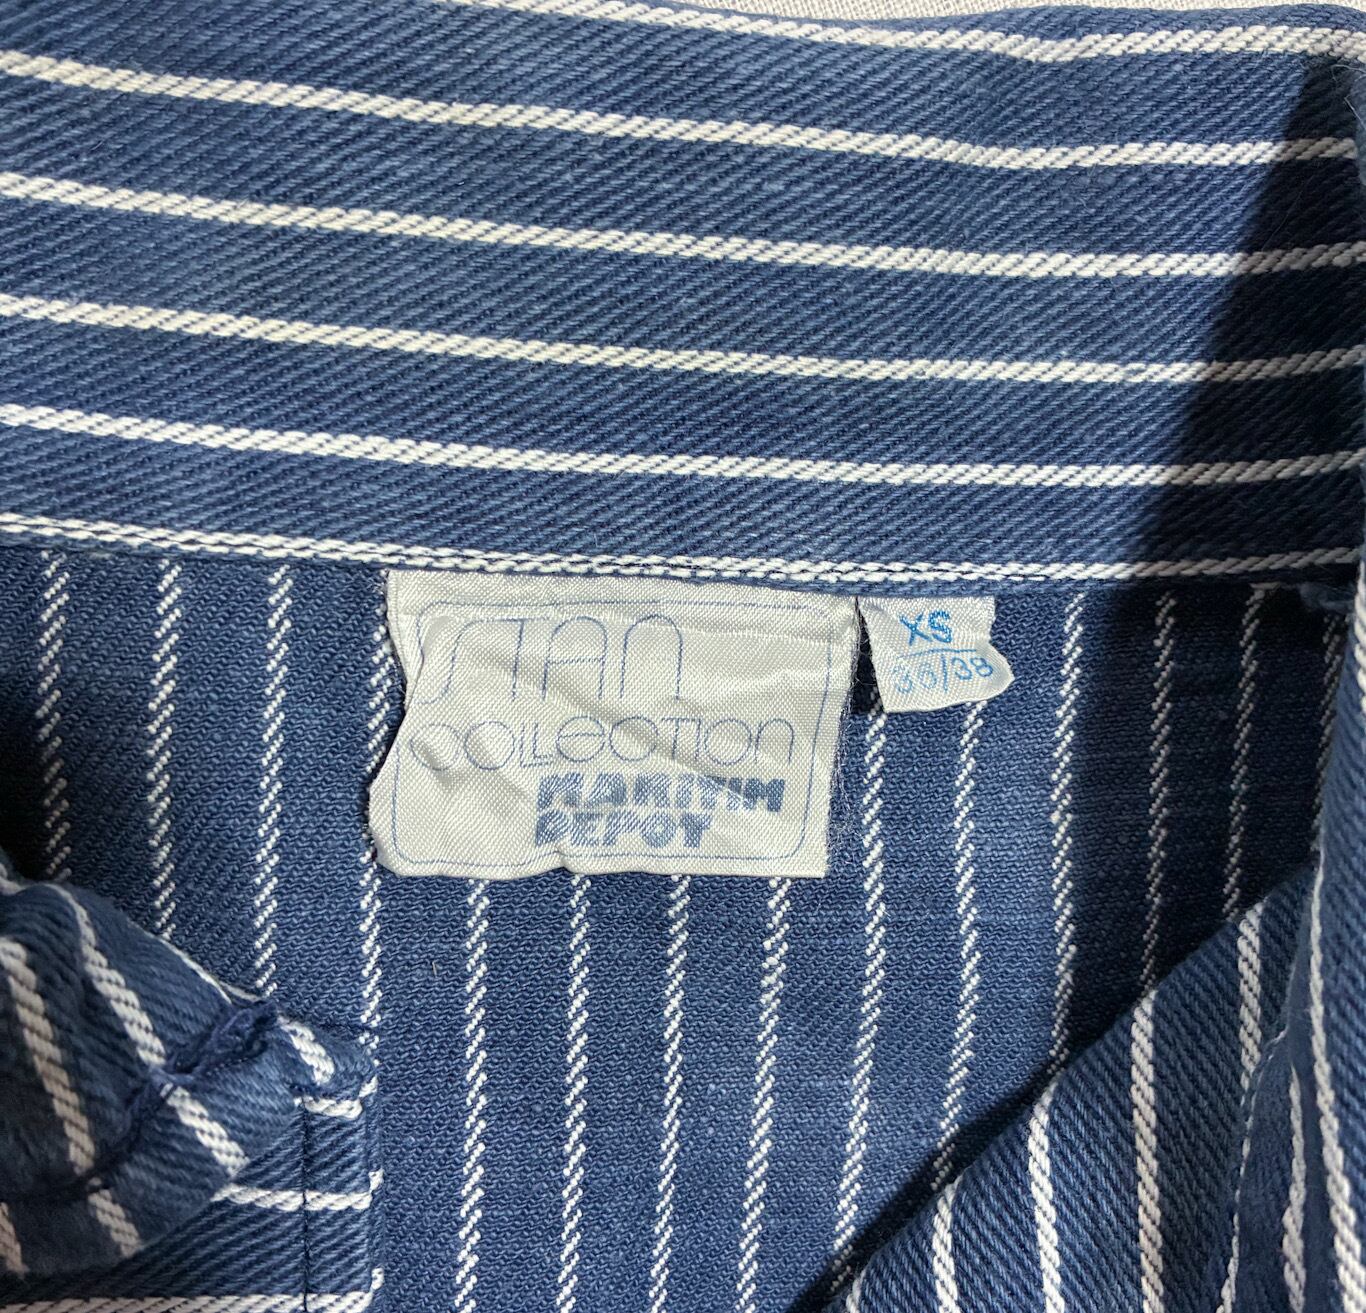 STAN
COLLECTION
MARITIM
DEPOT
XS
36/38